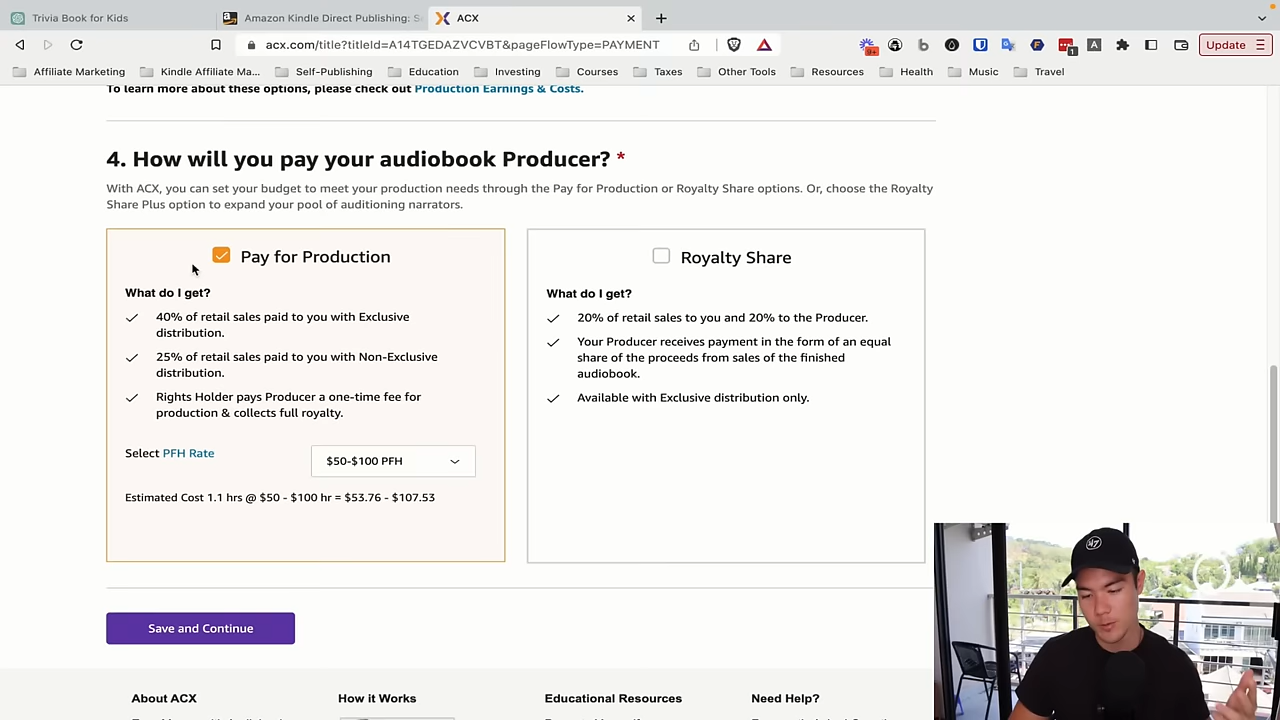 Trivia Book for Kids
Amazon Kindle Direct Publishing: S
ACX
acx.com/title?titleId=A14TGEDAZVCVBT&pageFlowType=PAYMENT
9+
1
Update
Affiliate Marketing
Kindle Affiliate Ma...
Self-Publishing
Education
Investing
Courses
Taxes
Other Tools
Resources
Health
Music
Travel
To learn more about these options, please check out Production Earnings & Costs.
4. How will you pay your audiobook Producer? *
With ACX, you can set your budget to meet your production needs through the Pay for Production or Royalty Share options. Or, choose the Royalty
Share Plus option to expand your pool of auditioning narrators.
Pay for Production
What do I get?
40% of retail sales paid to you with Exclusive
distribution.
25% of retail sales paid to you with Non-Exclusive
distribution.
Rights Holder pays Producer a one-time fee for
production & collects full royalty.
Select PFH Rate
$50-$100 PFH
Estimated Cost 1.1 hrs @ $50 - $100 hr = $53.76 - $107.53
Royalty Share
What do I get?
20% of retail sales to you and 20% to the Producer.
Your Producer receives payment in the form of an equal
share of the proceeds from sales of the finished
audiobook.
Available with Exclusive distribution only.
Save and Continue
About ACX
How it Works
Educational Resources
Need Help?